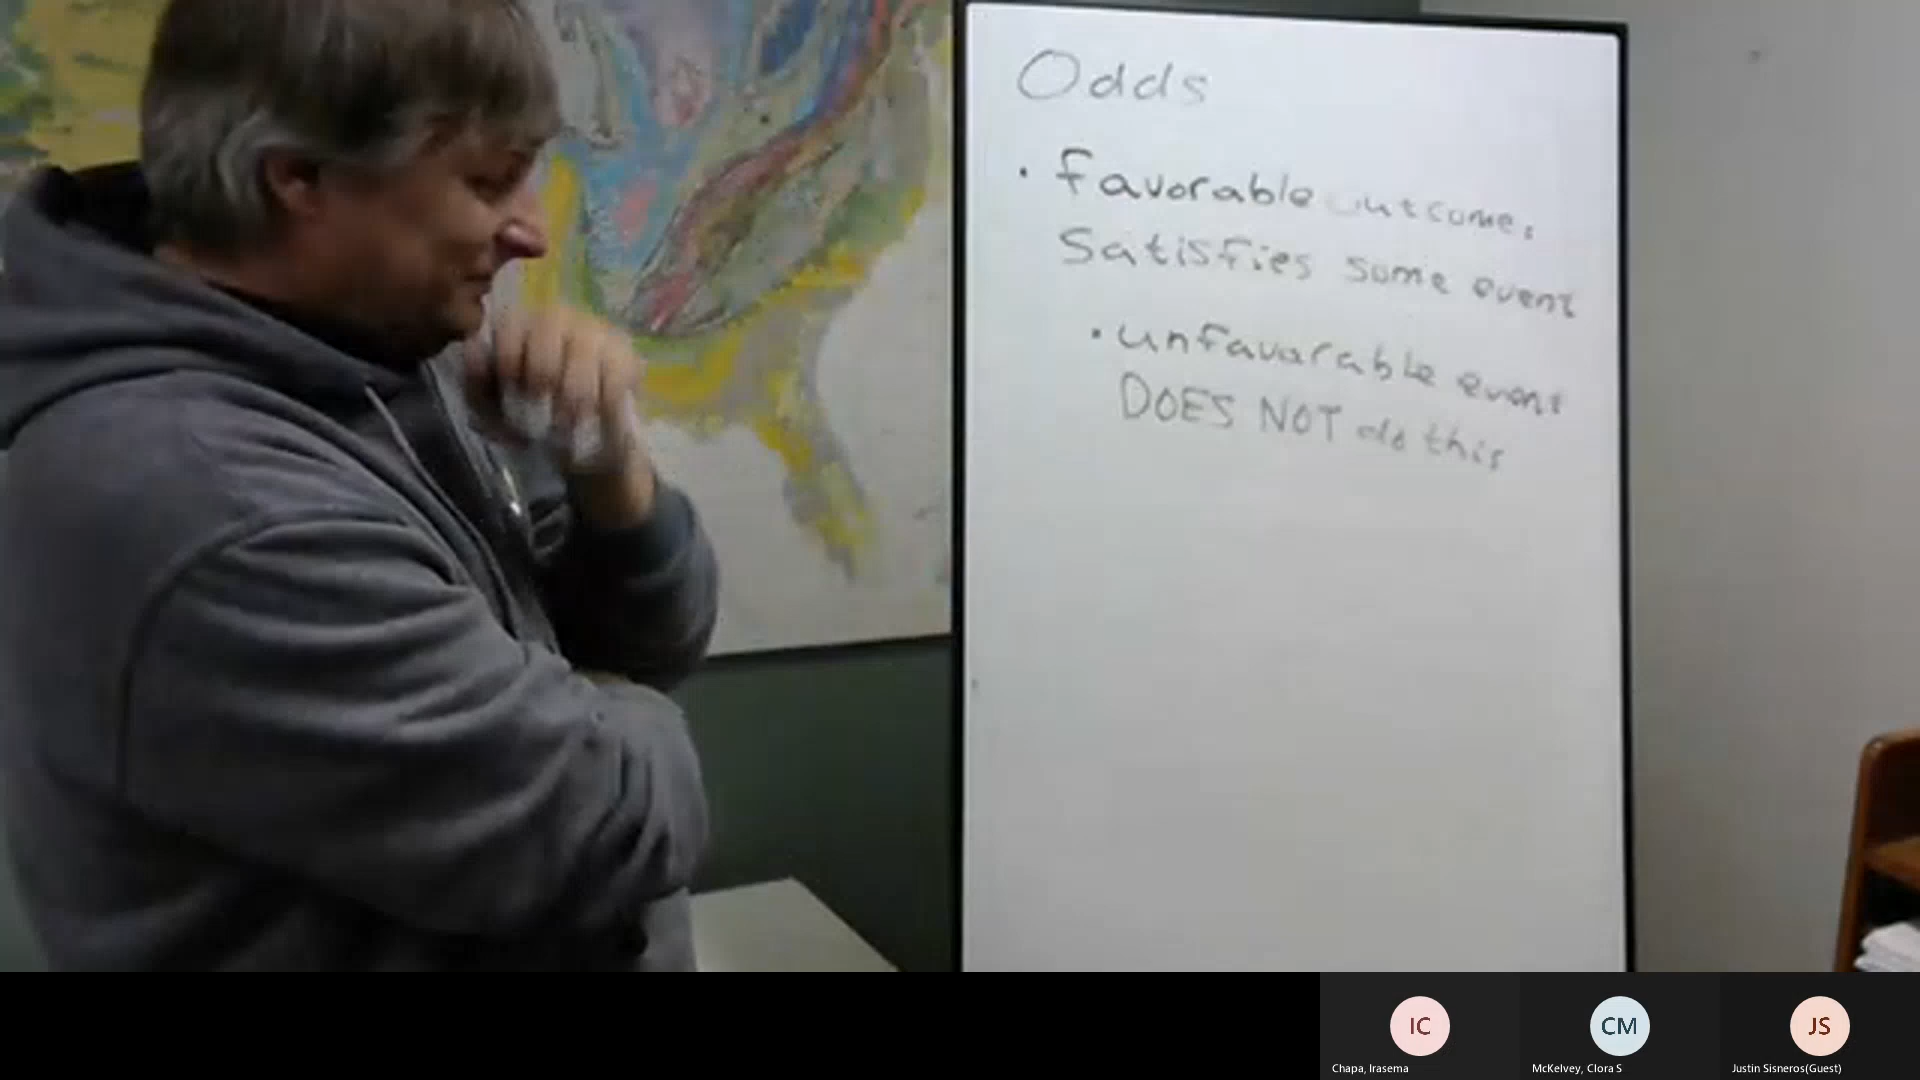 Odds
• favorable outcome,
Satisfies some event
• unfavorable event
DOES NOT do this
IC
CM
JS
Chapa, Irasema
McKelvey, Clora S
Justin Sisneros(Guest)